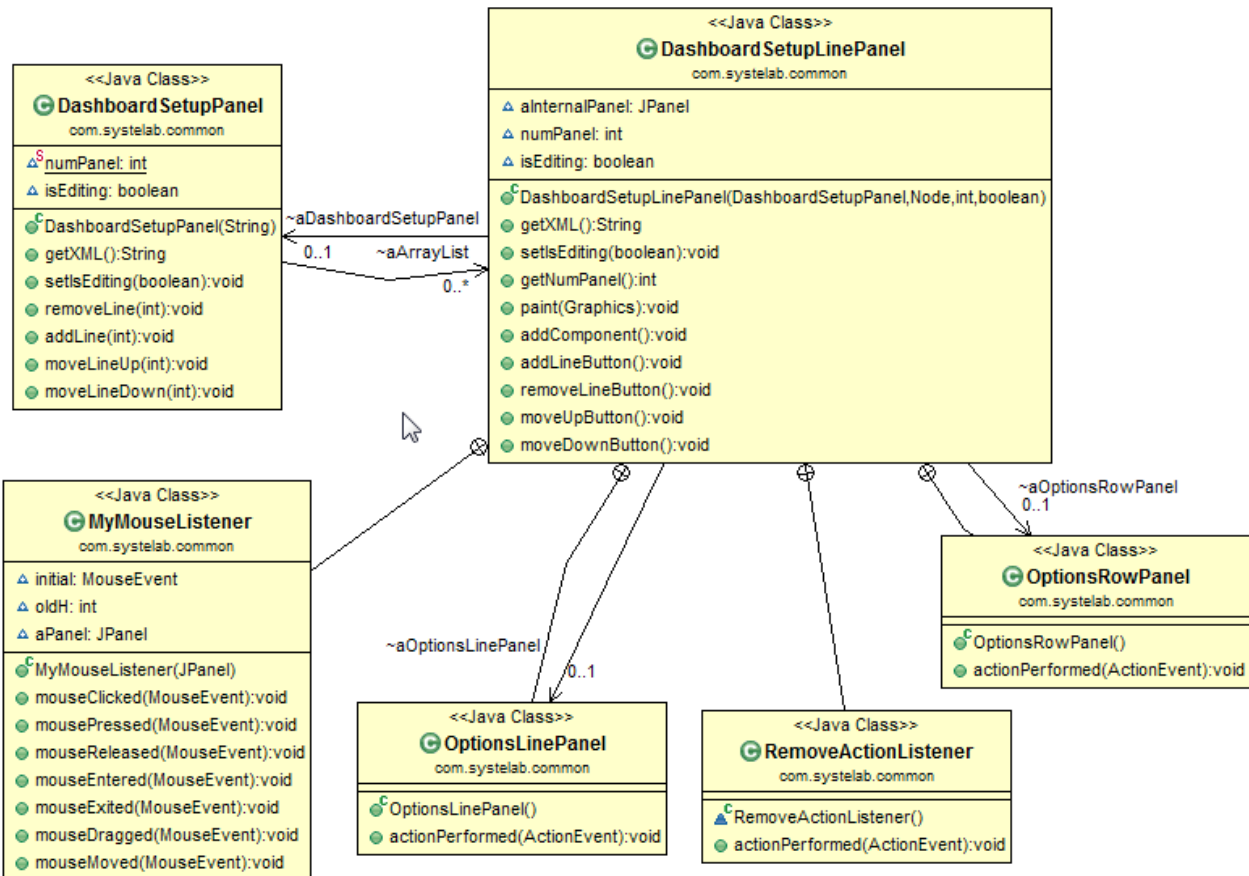 <<Java Class>>
DashboardSetupPanel
com.systelab.common
S numPanel: int
isEditing: boolean
C DashboardSetupPanel(String)
getXML():String
setIsEditing(boolean):void
removeLine(int):void
addLine(int):void
moveLineUp(int):void
moveLineDown(int):void
~aDashboardSetupPanel
0..1
~aArrayList
0..*
<<Java Class>>
DashboardSetupLinePanel
com.systelab.common
aInternalPanel: JPanel
numPanel: int
isEditing: boolean
C DashboardSetupLinePanel(DashboardSetupPanel,Node,int,boolean)
getXML():String
setIsEditing(boolean):void
getNumPanel():int
paint(Graphics):void
addComponent():void
addLineButton():void
removeLineButton():void
moveUpButton():void
moveDownButton():void
<<Java Class>>
MyMouseListener
com.systelab.common
initial: MouseEvent
oldH: int
aPanel: JPanel
C MyMouseListener(JPanel)
mouseClicked(MouseEvent):void
mousePressed(MouseEvent):void
mouseReleased(MouseEvent):void
mouseEntered(MouseEvent):void
mouseExited(MouseEvent):void
mouseDragged(MouseEvent):void
mouseMoved(MouseEvent):void
~aOptionsLinePanel
0..1
<<Java Class>>
OptionsLinePanel
com.systelab.common
C OptionsLinePanel()
actionPerformed(ActionEvent):void
<<Java Class>>
RemoveActionListener
com.systelab.common
C RemoveActionListener()
actionPerformed(ActionEvent):void
~aOptionsRowPanel
0..1
<<Java Class>>
OptionsRowPanel
com.systelab.common
C OptionsRowPanel()
actionPerformed(ActionEvent):void